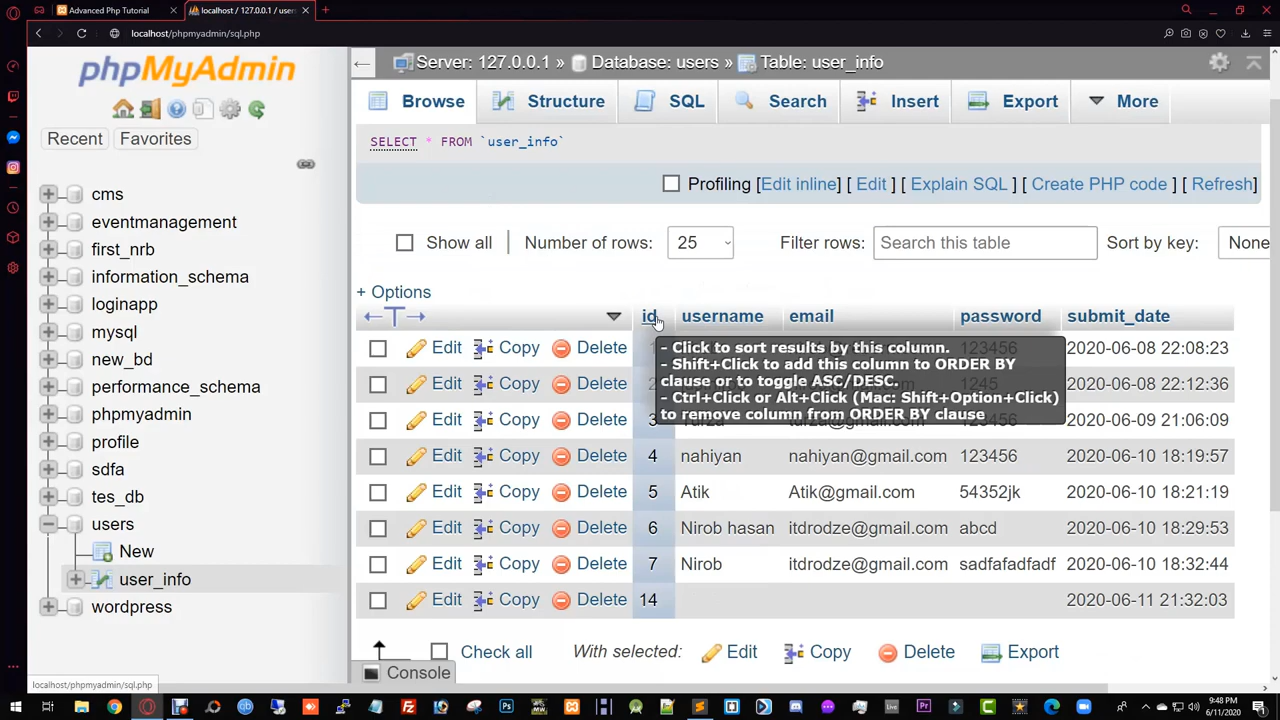 Advanced Php Tutorial
localhost / 127.0.0.1 / users
localhost/phpmyadmin/sql.php
phpMyAdmin
Recent Favorites
cms
eventmanagement
first_nrb
information_schema
loginapp
mysql
new_bd
performance_schema
phpmyadmin
profile
sdfa
tes_db
users
New
user_info
wordpress
localhost/phpmyadmin/sql.php
Server: 127.0.0.1 » Database: users » Table: user_info
Browse Structure SQL Search Insert Export More
SELECT * FROM `user_info`
Profiling [Edit inline] [ Edit ] [ Explain SQL ] [ Create PHP code ] [ Refresh]
Show all Number of rows: 25 Filter rows: Search this table Sort by key: None
+ Options
id username email password submit_date
Edit Copy Delete 123456 2020-06-08 22:08:23
Edit Copy Delete 1245 2020-06-08 22:12:36
Edit Copy Delete 3 123456 2020-06-09 21:06:09
- Click to sort results by this column.
- Shift+Click to add this column to ORDER BY
clause or to toggle ASC/DESC.
- Ctrl+Click or Alt+Click (Mac: Shift+Option+Click)
to remove column from ORDER BY clause
Edit Copy Delete 4 nahiyan nahiyan@gmail.com 123456 2020-06-10 18:19:57
Edit Copy Delete 5 Atik Atik@gmail.com 54352jk 2020-06-10 18:21:19
Edit Copy Delete 6 Nirob hasan itdrodze@gmail.com abcd 2020-06-10 18:29:53
Edit Copy Delete 7 Nirob itdrodze@gmail.com sadfafadfadf 2020-06-10 18:32:44
Edit Copy Delete 14 2020-06-11 21:32:03
Check all With selected: Edit Copy Delete Export
Console
9:48 PM
6/11/2020